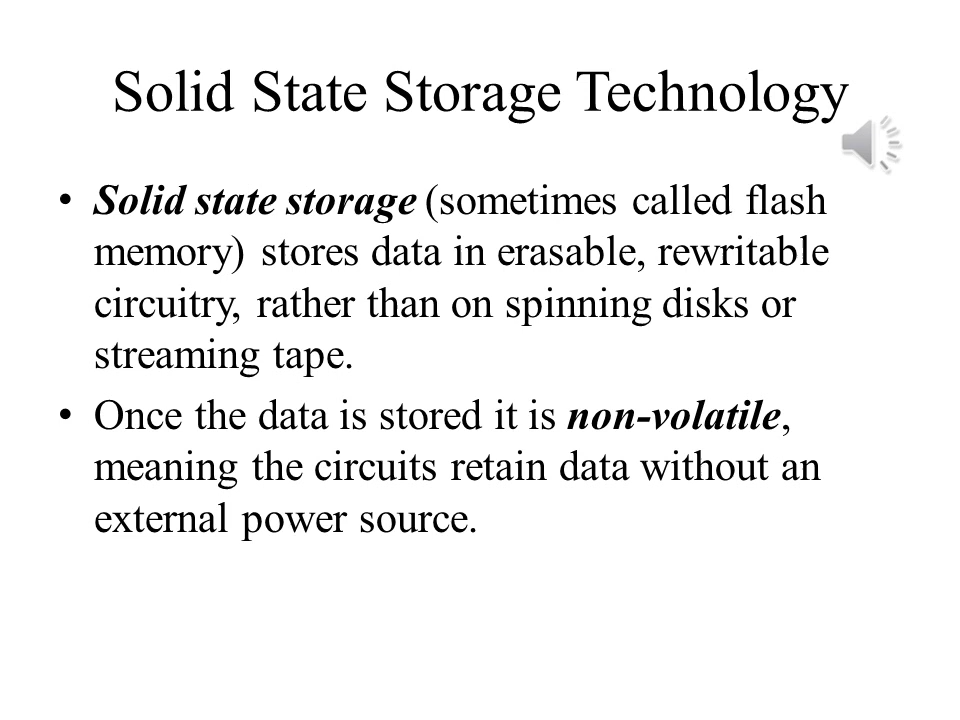 Solid State Storage Technology
• Solid state storage (sometimes called flash
memory) stores data in erasable, rewritable
circuitry, rather than on spinning disks or
streaming tape.
• Once the data is stored it is non-volatile,
meaning the circuits retain data without an
external power source.